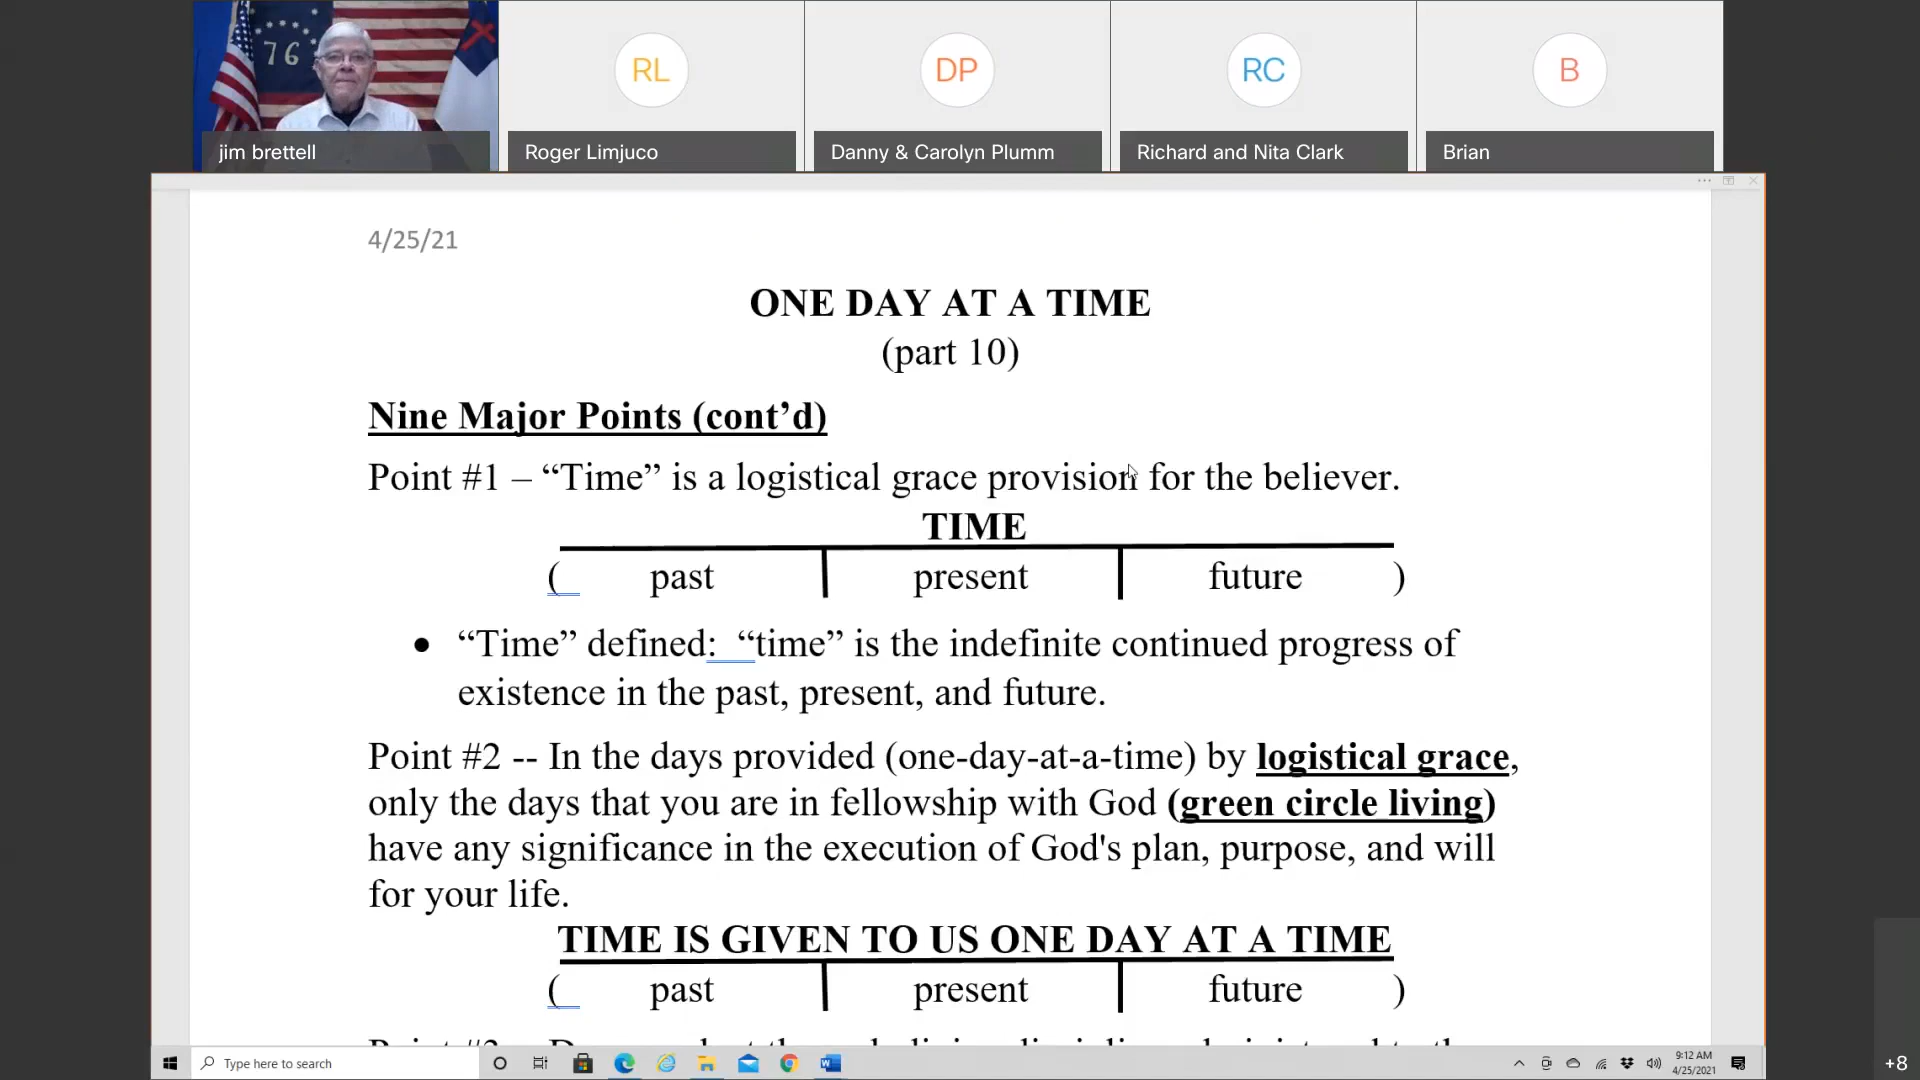 76
RL
DP
RC
B
jim brettell
Roger Limjuco
Danny & Carolyn Plumm
Richard and Nita Clark
Brian
4/25/21
ONE DAY AT A TIME
(part 10)
Nine Major Points (cont’d)
Point #1 – “Time” is a logistical grace provision for the believer.
TIME
( past present future )
• “Time” defined: “time” is the indefinite continued progress of
existence in the past, present, and future.
Point #2 -- In the days provided (one-day-at-a-time) by logistical grace,
only the days that you are in fellowship with God (green circle living)
have any significance in the execution of God's plan, purpose, and will
for your life.
TIME IS GIVEN TO US ONE DAY AT A TIME
( past present future )
Type here to search
9:12 AM
4/25/2021
+8